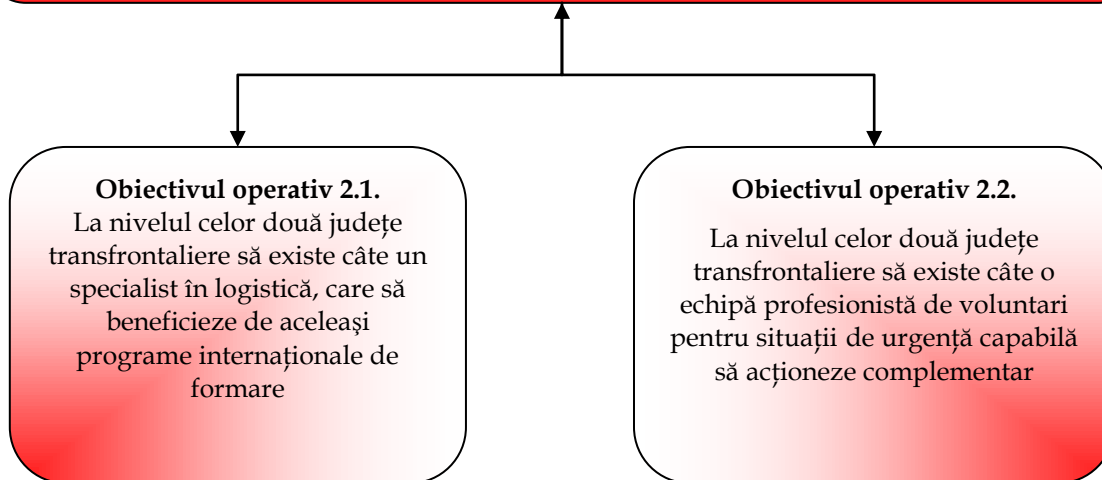 Obiectivul operativ 2.1.
La nivelul celor două județe
transfrontaliere să existe câte un
specialist în logistică, care să
beneficieze de aceleaşi
programe internaționale de
formare
Obiectivul operativ 2.2.
La nivelul celor două județe
transfrontaliere să existe câte o
echipă profesionistă de voluntari
pentru situații de urgență capabilă
să acționeze complementar